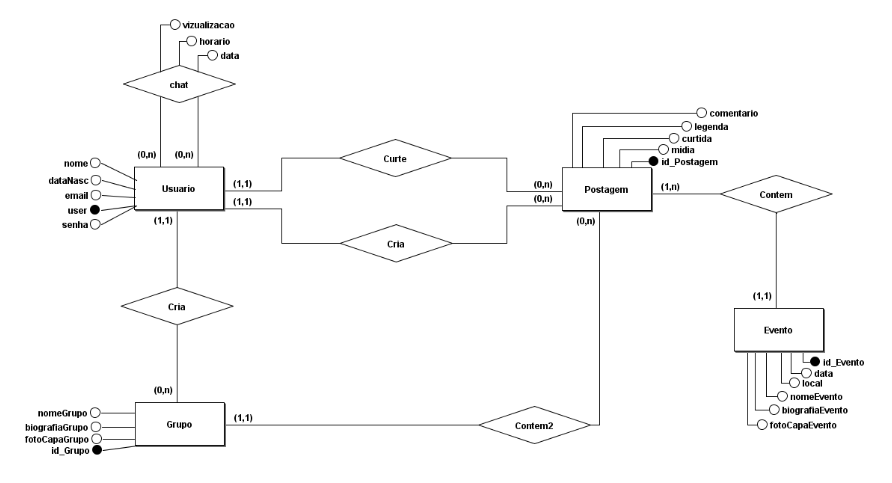 vizualizacao
horario
data
chat
(0,n)
(0,n)
nome
dataNasc
email
user
senha
Usuario
(1,1)
(1,1)
(1,1)
Curte
Cria
(0,n)
(0,n)
comentario
legenda
curtida
midia
id_Postagem
Postagem
(1,n)
(0,n)
Contem
(1,1)
Evento
id_Evento
data
local
nomeEvento
biografiaEvento
fotoCapaEvento
Cria
(0,n)
nomeGrupo
biografiaGrupo
fotoCapaGrupo
id_Grupo
Grupo
(1,1)
Contem2